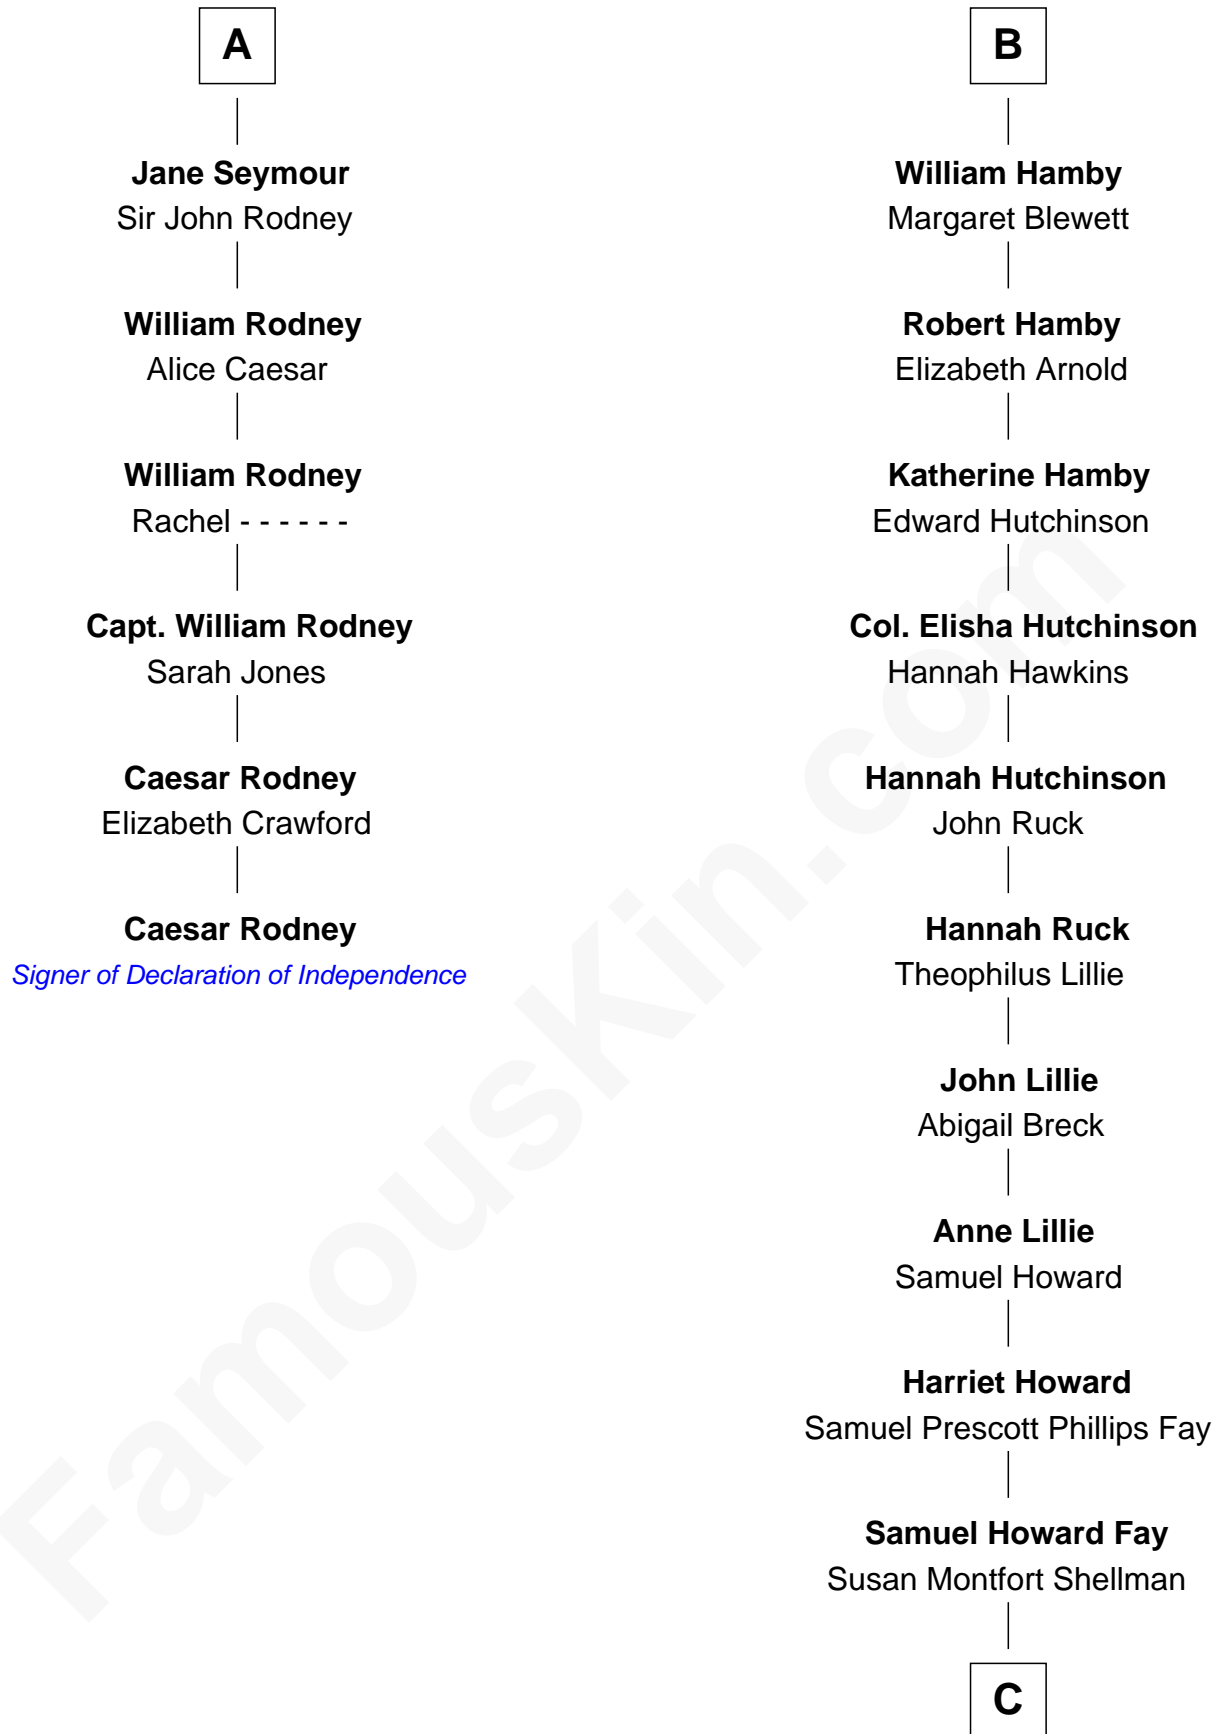 A
Jane Seymour
Sir John Rodney
William Rodney
Alice Caesar
William Rodney
Rachel - - - - - -
Capt. William Rodney
Sarah Jones
Caesar Rodney
Elizabeth Crawford
Caesar Rodney
Signer of Declaration of Independence
B
William Hamby
Margaret Blewett
Robert Hamby
Elizabeth Arnold
Katherine Hamby
Edward Hutchinson
Col. Elisha Hutchinson
Hannah Hawkins
Hannah Hutchinson
John Ruck
Hannah Ruck
Theophilus Lillie
John Lillie
Abigail Breck
Anne Lillie
Samuel Howard
Harriet Howard
Samuel Prescott Phillips Fay
Samuel Howard Fay
Susan Montfort Shellman
C
FamousKin.com